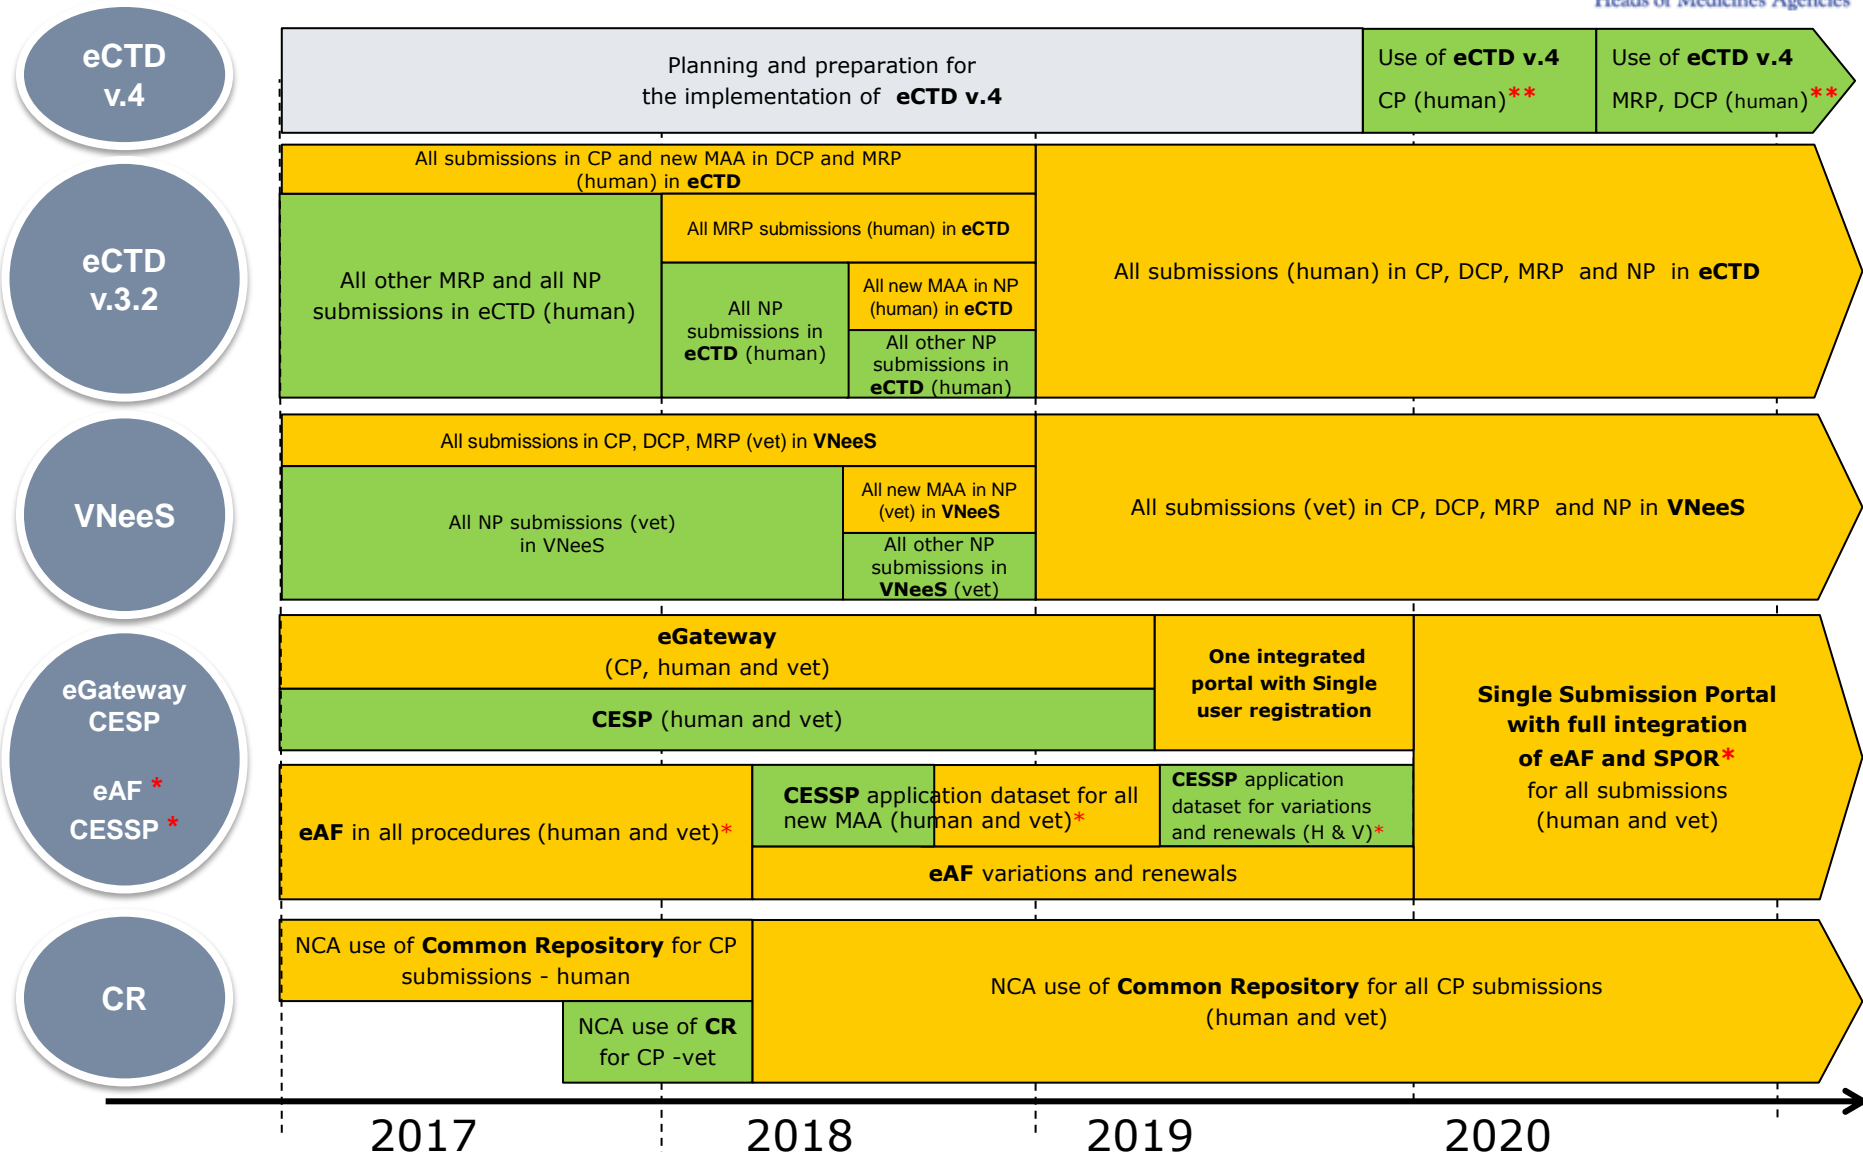 Heads of Medicines Agencies
eCTD
v.4
Planning and preparation for
the implementation of eCTD v.4
Use of eCTD v.4
CP (human)**
Use of eCTD v.4
MRP, DCP (human)**
eCTD
v.3.2
All submissions in CP and new MAA in DCP and MRP
(human) in eCTD
All other MRP and all NP
submissions in eCTD (human)
All MRP submissions (human) in eCTD
All NP
submissions in
eCTD (human)
All new MAA in NP
(human) in eCTD
All other NP
submissions in
eCTD (human)
All submissions (human) in CP, DCP, MRP and NP in eCTD
VNeeS
All submissions in CP, DCP, MRP (vet) in VNeeS
All NP submissions (vet)
in VNeeS
All new MAA in NP
(vet) in VNeeS
All other NP
submissions in
VNeeS (vet)
All submissions (vet) in CP, DCP, MRP and NP in VNeeS
eGateway
CESP
eAF *
CESSP *
eGateway
(CP, human and vet)
CESP (human and vet)
One integrated
portal with Single
user registration
eAF in all procedures (human and vet)*
CESSP application dataset for all
new MAA (human and vet)*
CESSP application
dataset for variations
and renewals (H & V)*
eAF variations and renewals
Single Submission Portal
with full integration
of eAF and SPOR*
for all submissions
(human and vet)
CR
NCA use of Common Repository for CP
submissions - human
NCA use of CR
for CP -vet
NCA use of Common Repository for all CP submissions
(human and vet)
2017
2018
2019
2020